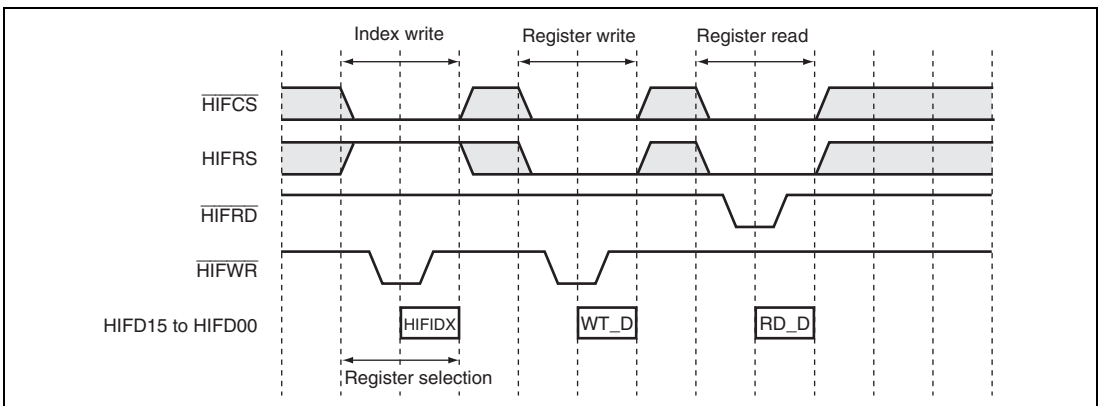 Index write Register write Register read
HIFCS
HIFRS
HIFRD
HIFWR
HIFD15 to HIFD00 HIFIDX WT_D RD_D
Register selection